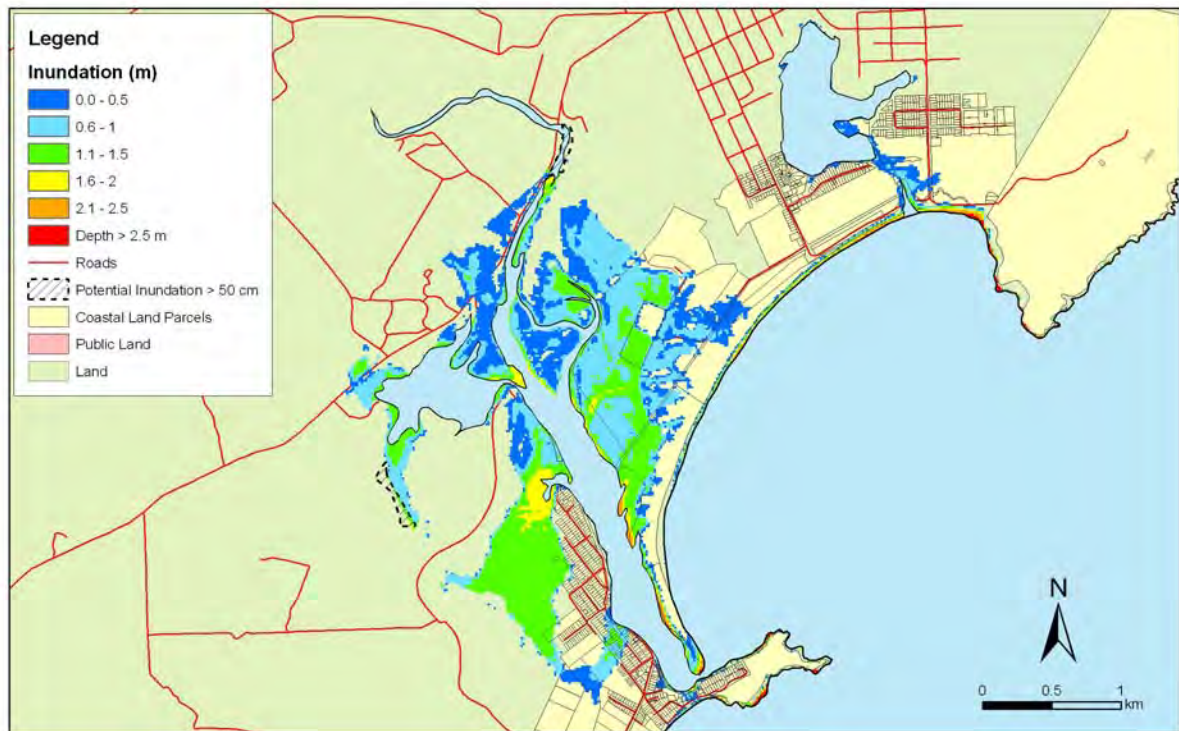 Legend
Inundation (m)
0.0 - 0.5
0.6 - 1
1.1 - 1.5
1.6 - 2
2.1 - 2.5
Depth > 2.5 m
Roads
Potential Inundation > 50 cm
Coastal Land Parcels
Public Land
Land
N
0 0.5 1
km